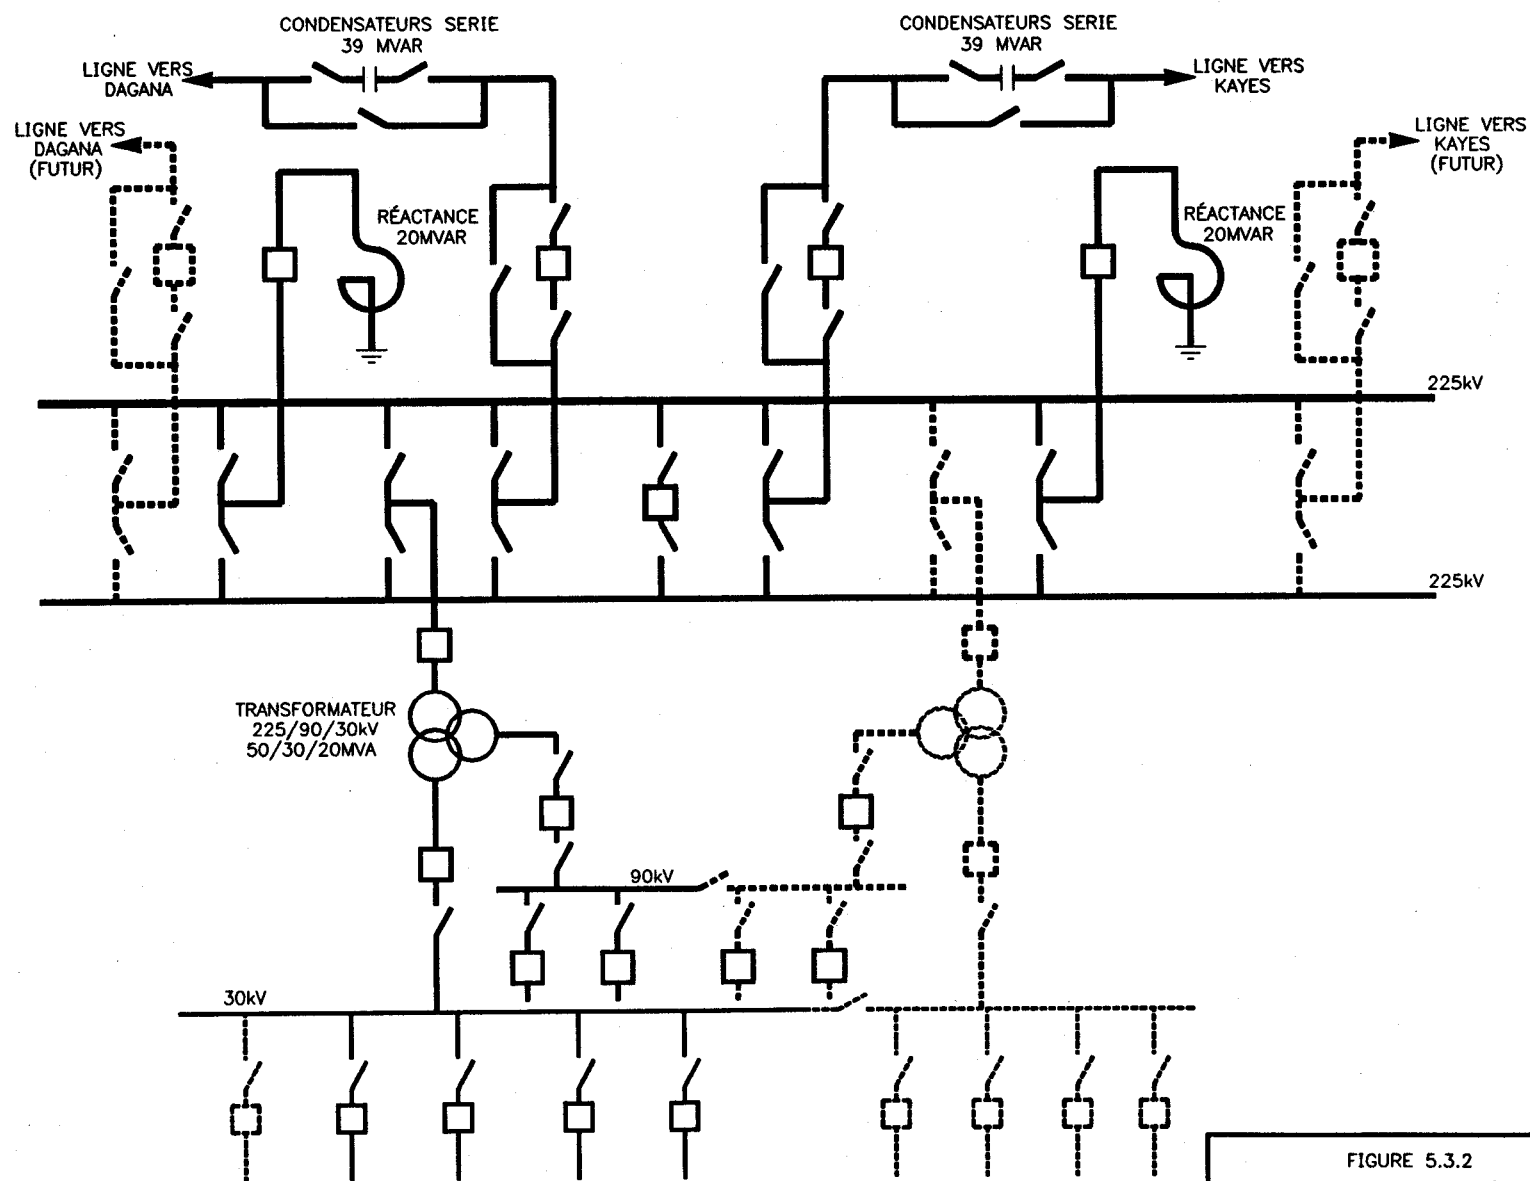 CONDENSATEURS SERIE
39 MVAR
CONDENSATEURS SERIE
39 MVAR
LIGNE VERS
DAGANA
LIGNE VERS
KAYES
LIGNE VERS
DAGANA
(FUTUR)
LIGNE VERS
KAYES
(FUTUR)
RÉACTANCE
20MVAR
RÉACTANCE
20MVAR
225kV
225kV
TRANSFORMATEUR
225/90/30kV
50/30/20MVA
90kV
30kV
FIGURE 5.3.2